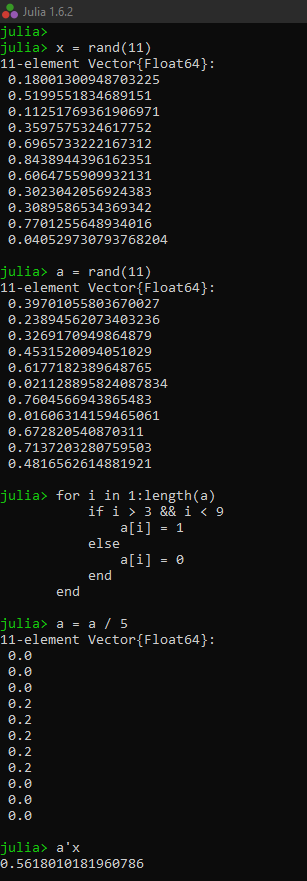 Julia 1.6.2
julia>
julia> x = rand(11)
11-element Vector{Float64}:
 0.18001300948703225
 0.5199551834689151
 0.11251769361906971
 0.3597575324617752
 0.6965733222167312
 0.8438944396162351
 0.6064755909932131
 0.3023042056924383
 0.3089586534369342
 0.7701255648934016
 0.040529730793768204
julia> a = rand(11)
11-element Vector{Float64}:
 0.39701055803670027
 0.23894562073403236
 0.3269170949864879
 0.4531520094051029
 0.6177182389648765
 0.021128895824087834
 0.7604566943865483
 0.01606314159465061
 0.672820540870311
 0.7137203280759503
 0.4816562614881921
julia> for i in 1:length(a)
           if i > 3 && i < 9
               a[i] = 1
           else
               a[i] = 0
           end
       end
julia> a = a / 5
11-element Vector{Float64}:
 0.0
 0.0
 0.0
 0.2
 0.2
 0.2
 0.2
 0.2
 0.0
 0.0
 0.0
julia> a'x
0.5618010181960786